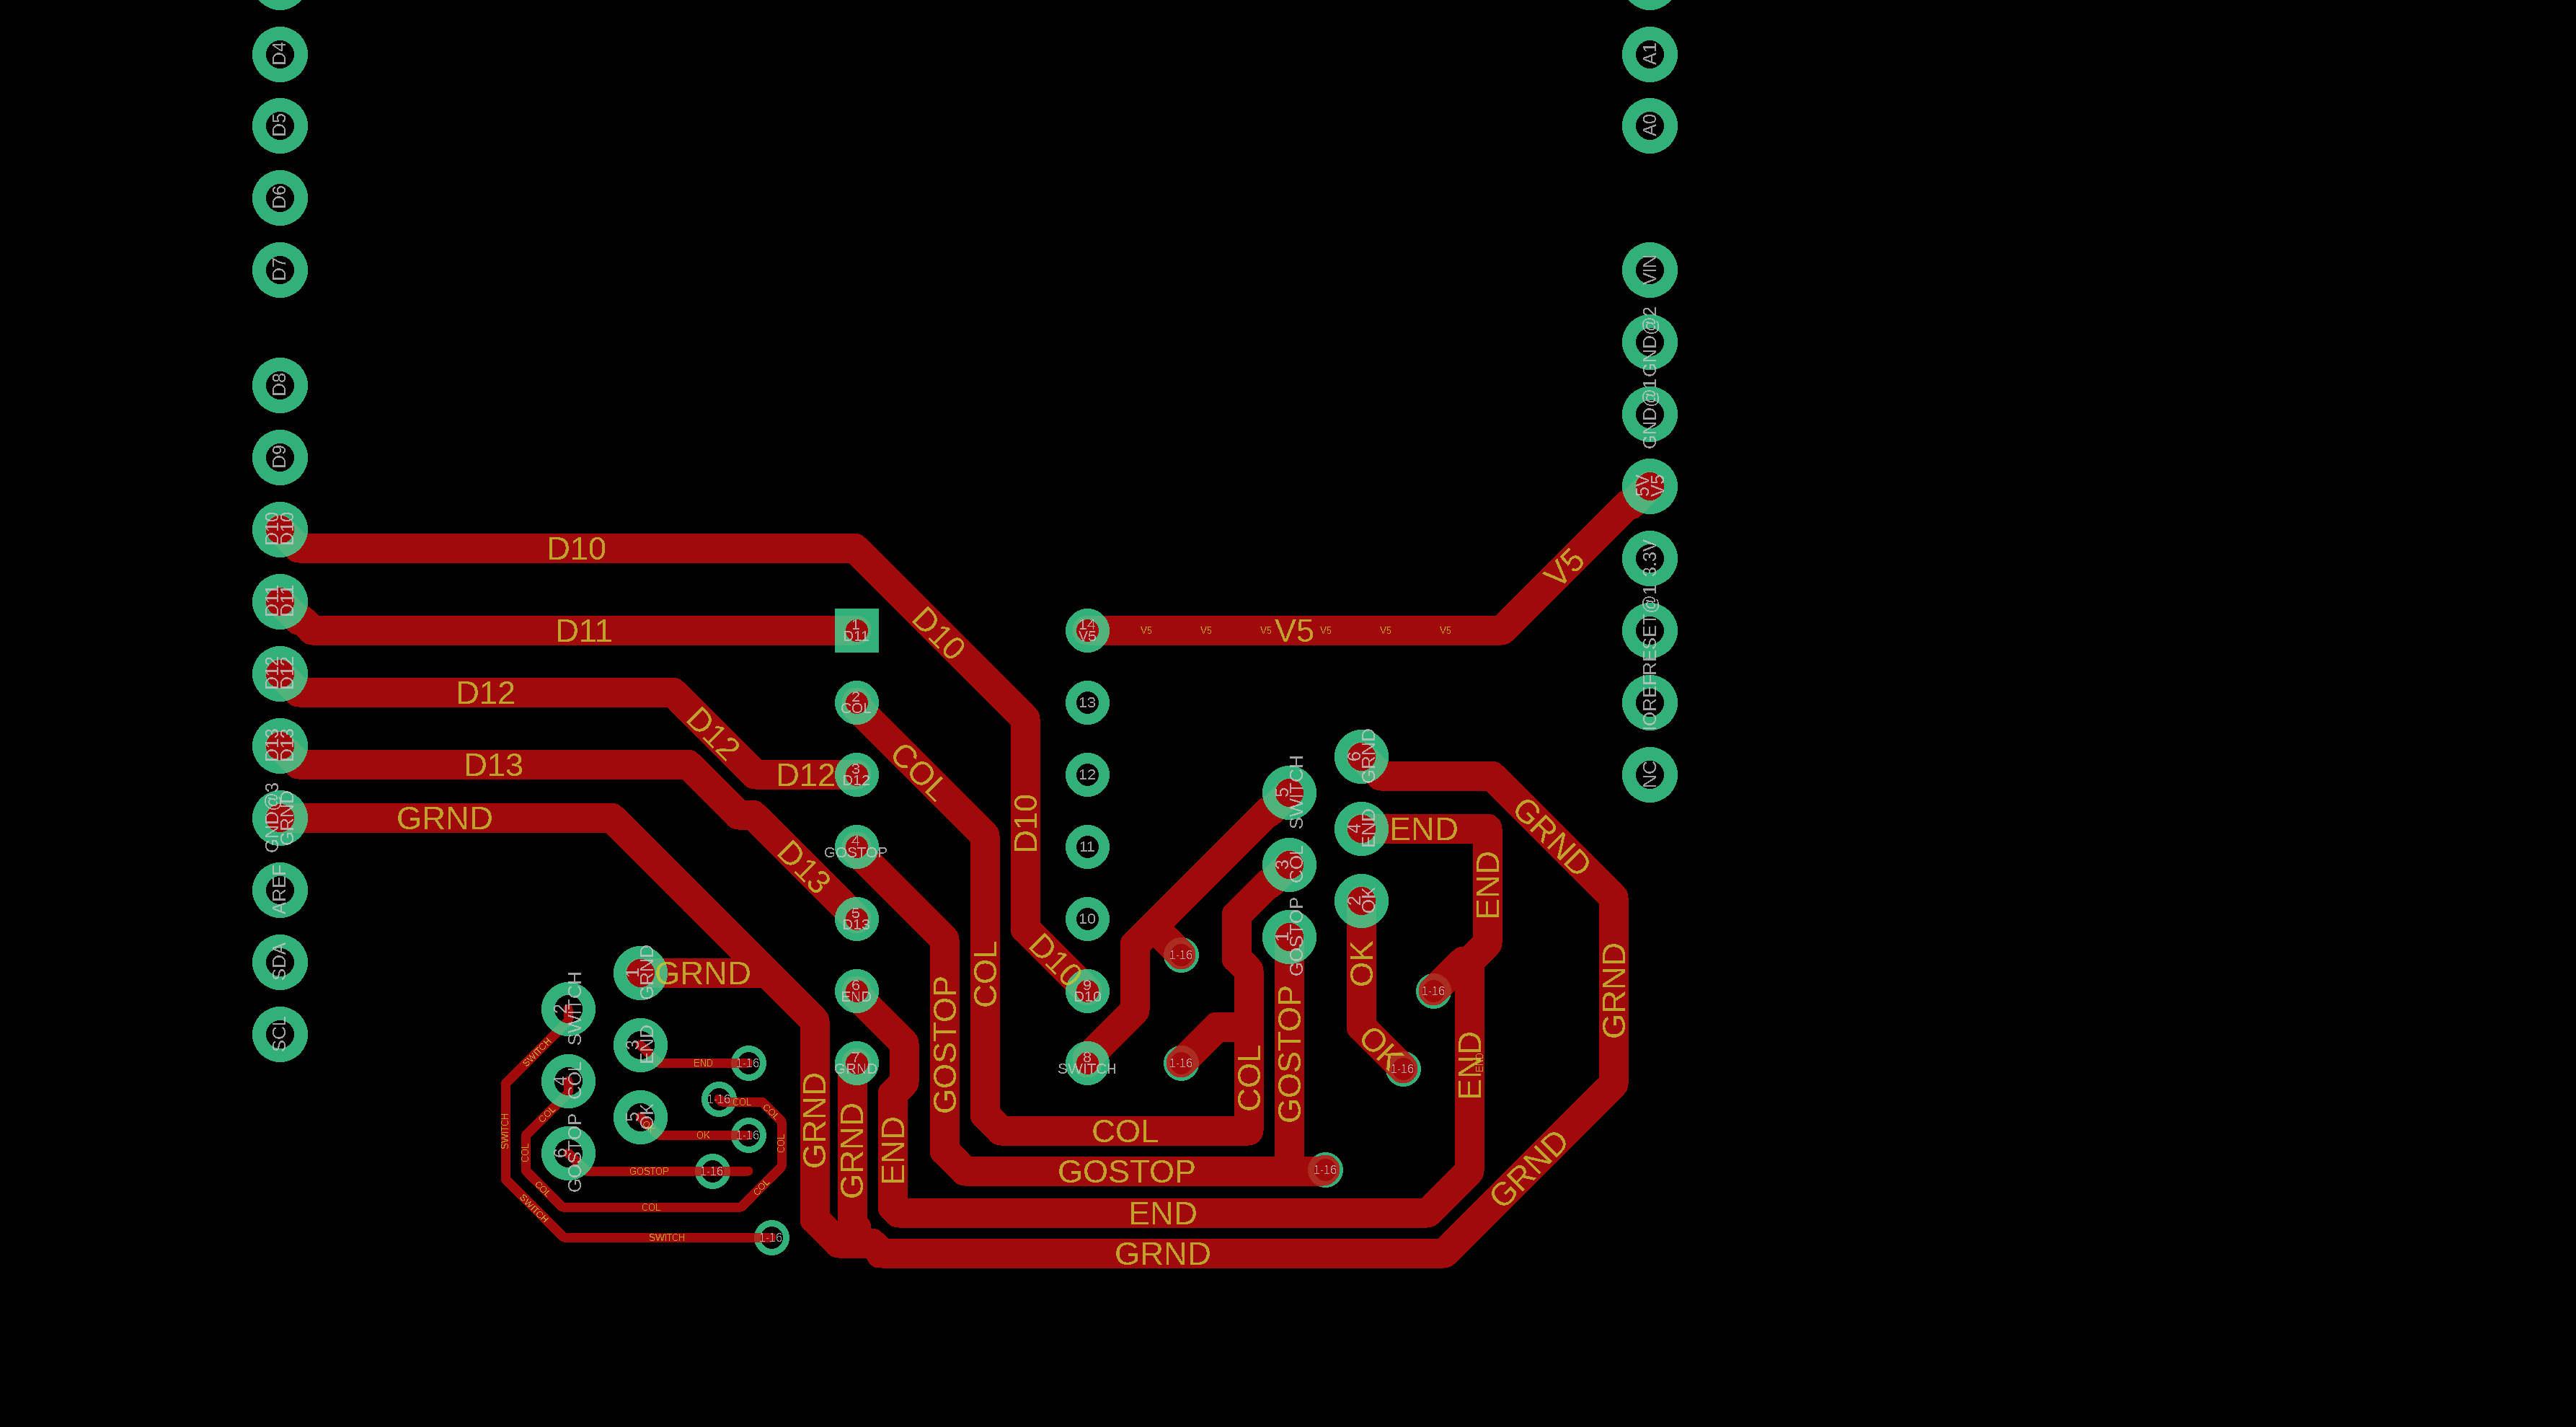 D4
D5
D6
D7
D8
D9
D10
D10
D11
D11
D12
D12
D13
D13
GND@3
GRND
AREF
SDA
SCL
A1
A0
VIN
GND@2
GND@1
5V
V5
3.3V
RESET@1
IOREF
NC
D10
D10
D10
D10
D11
D12
D12
D12
D13
D13
GRND
1
D11
2
COL
3
D12
4
GOSTOP
5
D13
6
END
7
GRND
14
V5
13
12
11
10
9
D10
8
SWITCH
V5 V5 V5 V5 V5 V5 V5
V5
COL
COL
COL
COL
GOSTOP
GOSTOP
GOSTOP
END
END
END
END
END
END
GRND
GRND
GRND
GRND
GRND
GRND
GRND
OK
OK
5
SWITCH
3
COL
1
GOSTOP
6
GRND
4
END
2
OK
1-16
1-16
1-16
1-16
1-16
1
GRND
2
SWITCH
3
END
4
COL
5
OK
6
GOSTOP
SWITCH
SWITCH
SWITCH
SWITCH
COL
COL
COL
COL
COL
COL
COL
COL
END
OK
GOSTOP
1-16
1-16
1-16
1-16
1-16